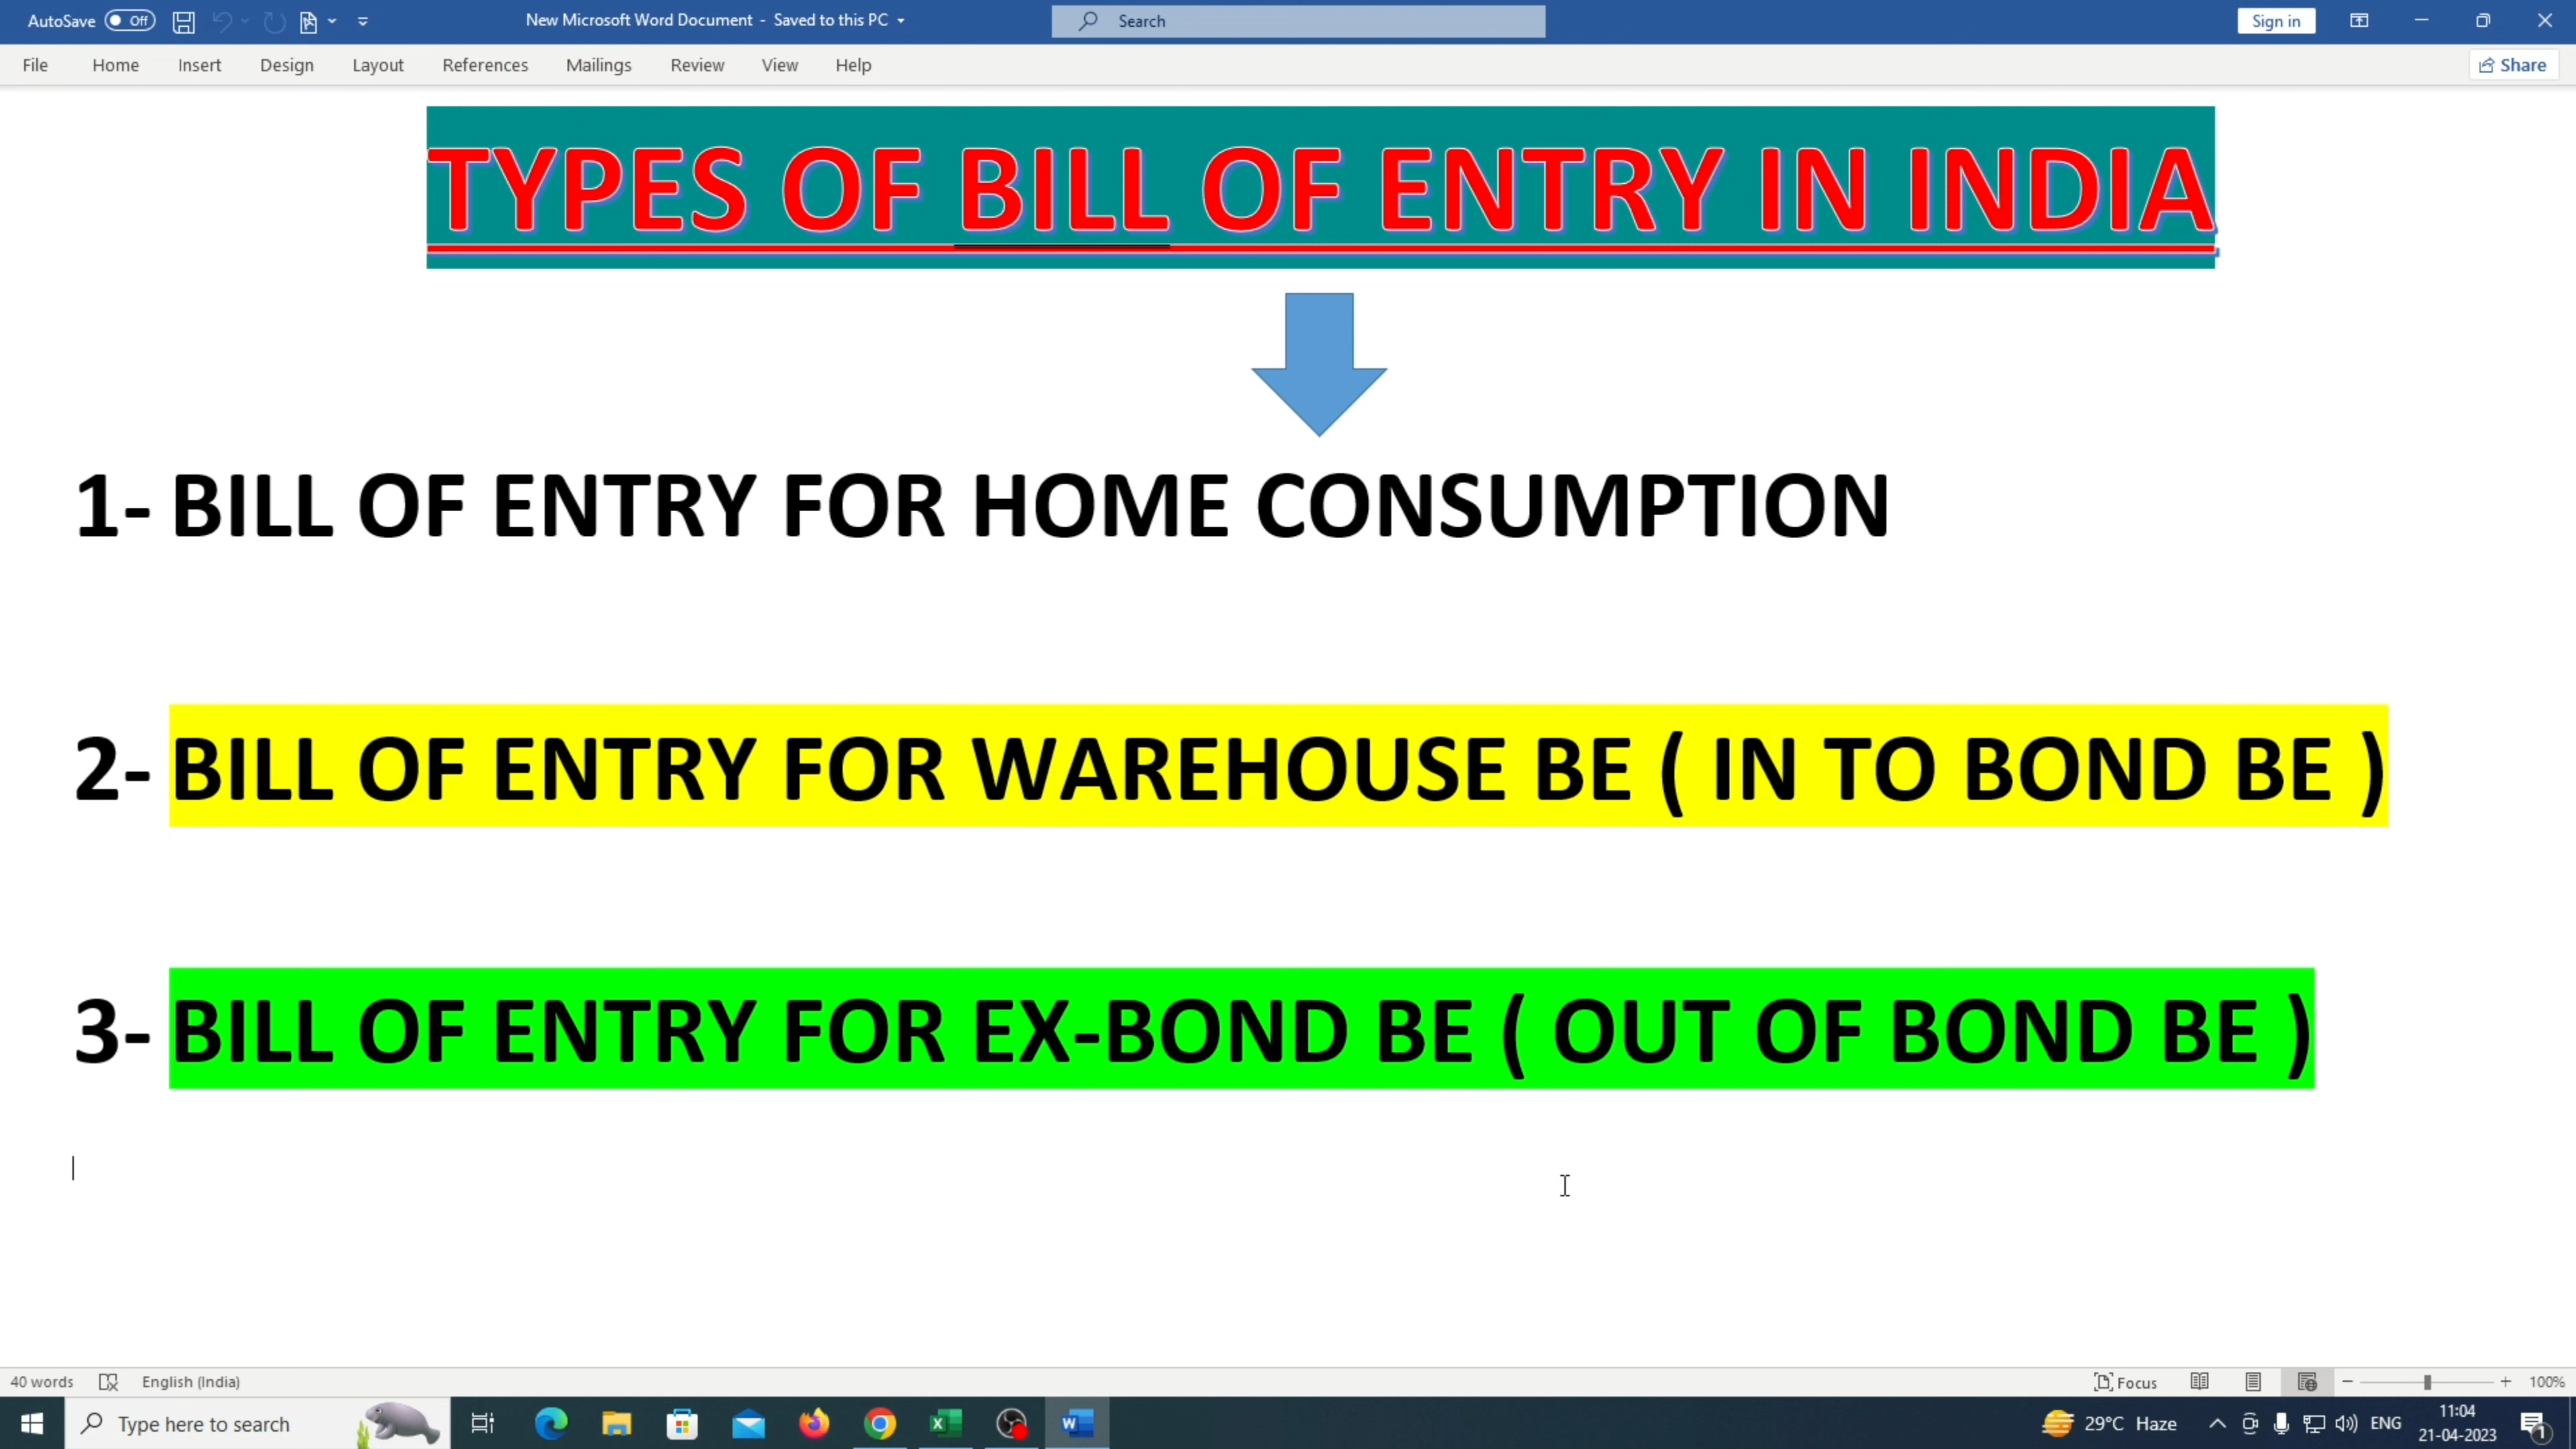 AutoSave Off New Microsoft Word Document - Saved to this PC Search Sign in
File Home Insert Design Layout References Mailings Review View Help Share
TYPES OF BILL OF ENTRY IN INDIA
1- BILL OF ENTRY FOR HOME CONSUMPTION
2- BILL OF ENTRY FOR WAREHOUSE BE ( IN TO BOND BE )
3- BILL OF ENTRY FOR EX-BOND BE ( OUT OF BOND BE )
40 words English (India) Focus 100%
Type here to search 29°C Haze ENG 11:04
21-04-2023 1